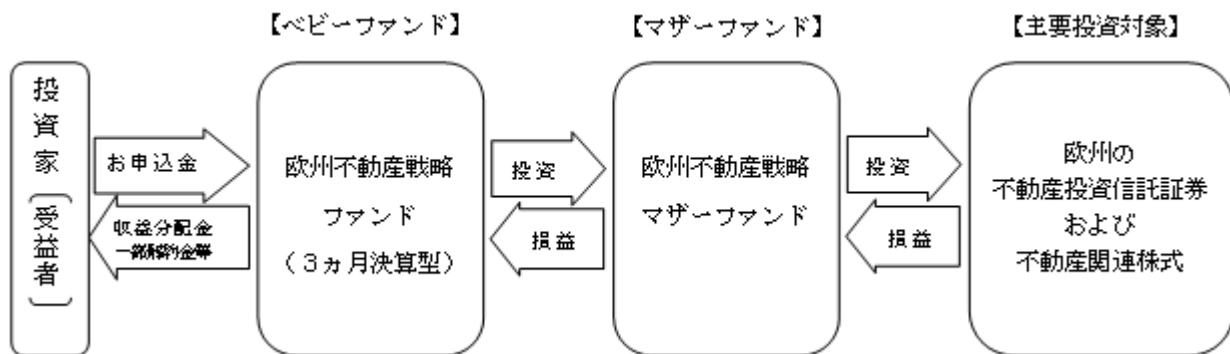 【ベビーファンド】
【マザーファンド】
【主要投資対象】
投資家（受益者）
お申込金
収益分配金
一部解約金等
欧州不動産戦略
ファンド
（３ヵ月決算型）
投資
損益
欧州不動産戦略
マザーファンド
投資
損益
欧州の
不動産投資信託証券
および
不動産関連株式